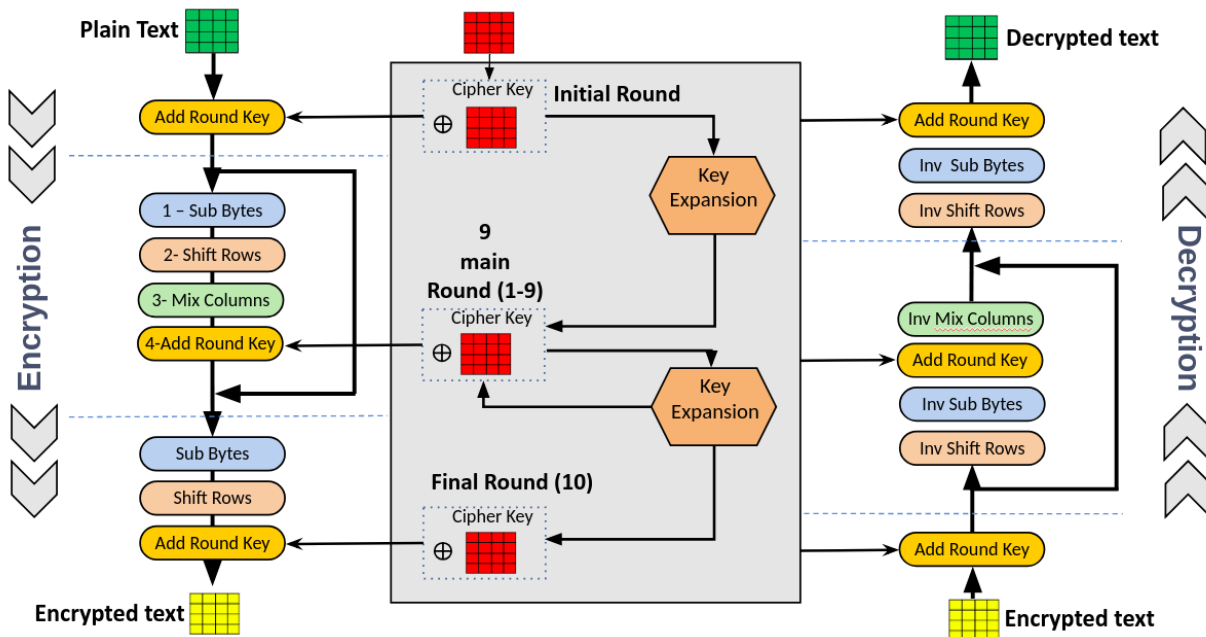 Plain Text
Add Round Key
1 – Sub Bytes
2- Shift Rows
3- Mix Columns
4-Add Round Key
Sub Bytes
Shift Rows
Add Round Key
Encrypted text
Encryption
Cipher Key
⊕
Initial Round
Key
Expansion
9
main
Round (1-9)
Cipher Key
⊕
Key
Expansion
Final Round (10)
Cipher Key
⊕
Decrypted text
Add Round Key
Inv Sub Bytes
Inv Shift Rows
Inv Mix Columns
Add Round Key
Inv Sub Bytes
Inv Shift Rows
Add Round Key
Encrypted text
Decryption